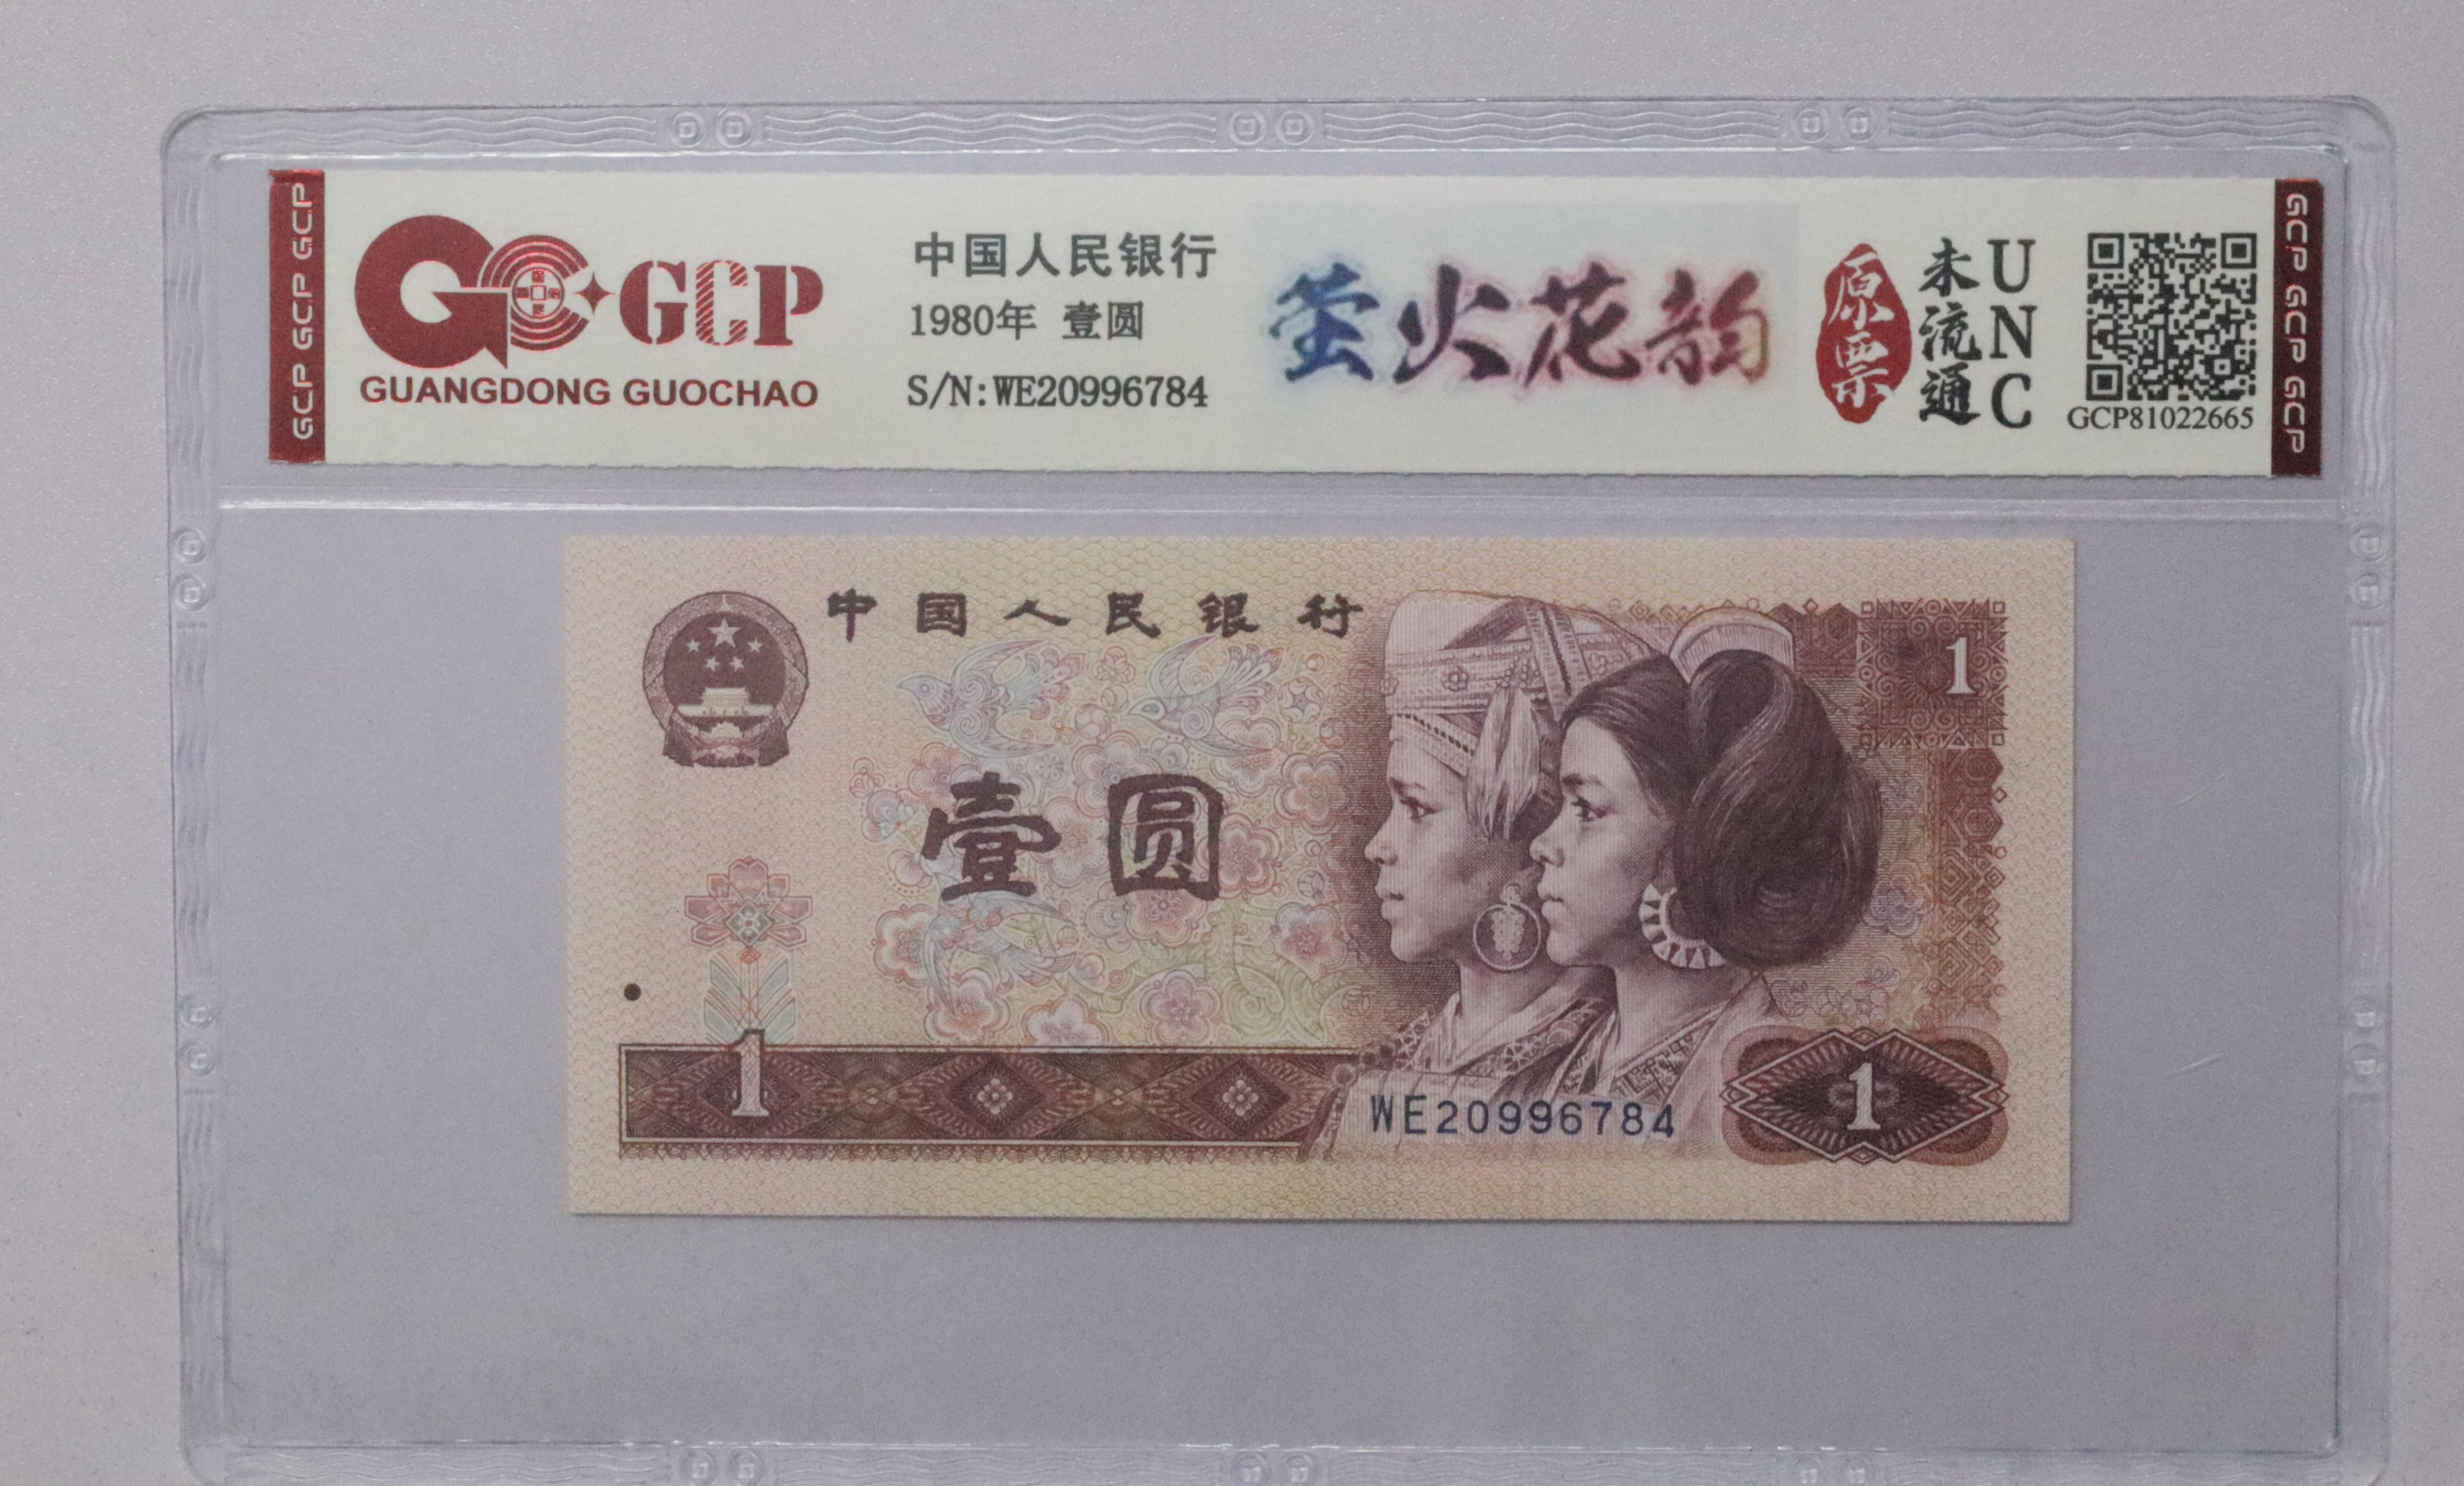 GCP GCP GCP
GCP
GUANGDONG GUOCHAO
中国人民银行
1980年 壹圆
S/N:WE20996784
萤火花韵
原票
未流通
UNC
GCP81022665
GCP GCP GCP
中国人民银行
1
壹圆
1
WE20996784
1